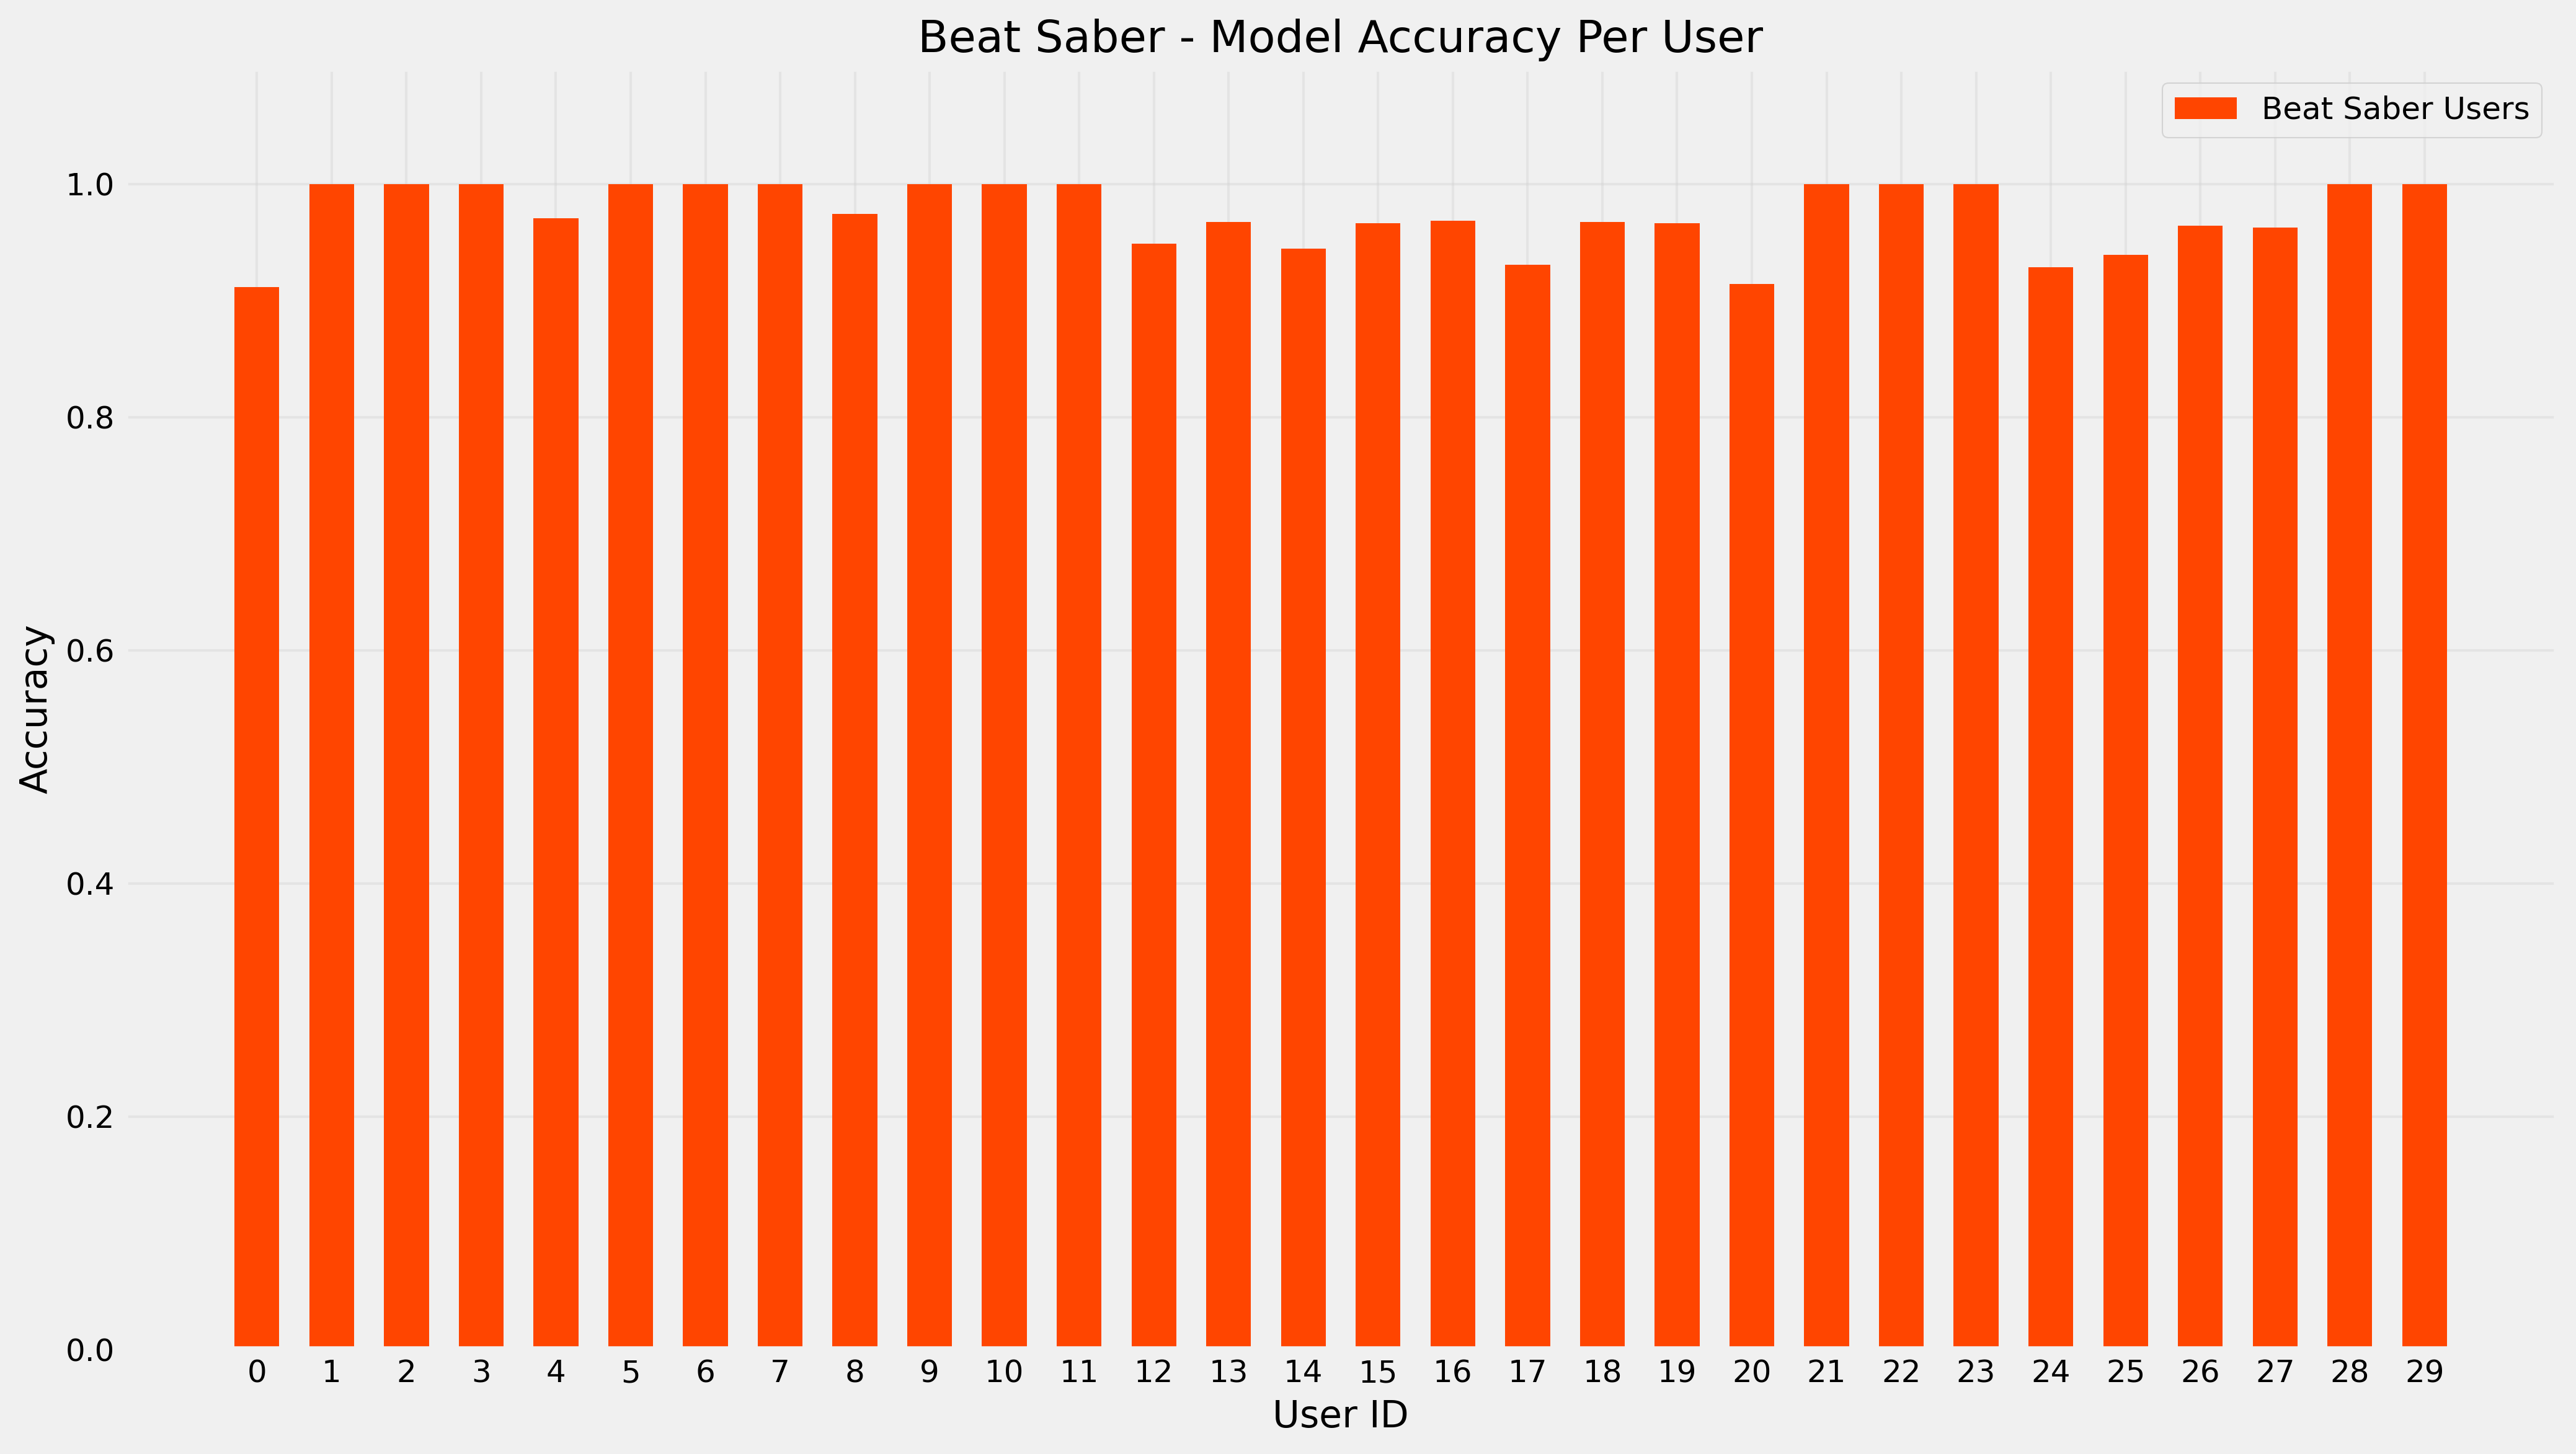 Beat Saber - Model Accuracy Per User
Beat Saber Users
1.0
0.8
0.6
0.4
0.2
0.0
Accuracy
0 1 2 3 4 5 6 7 8 9 10 11 12 13 14 15 16 17 18 19 20 21 22 23 24 25 26 27 28 29
User ID